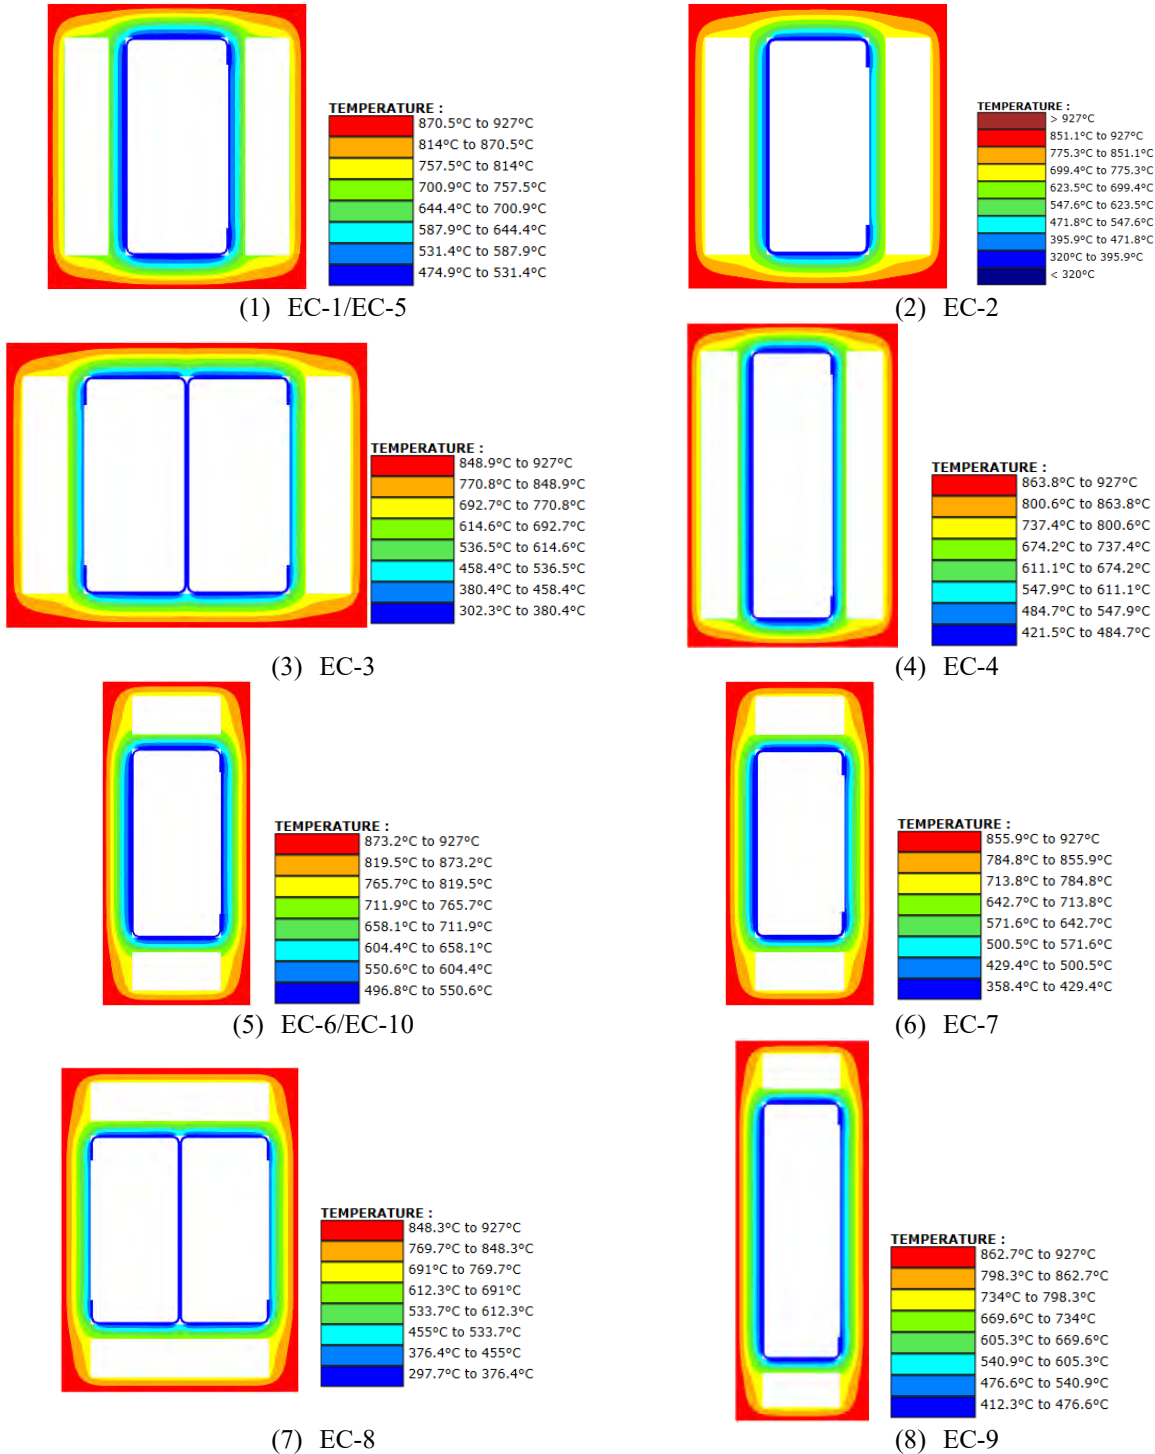 TEMPERATURE :
870.5°C to 927°C
814°C to 870.5°C
757.5°C to 814°C
700.9°C to 757.5°C
644.4°C to 700.9°C
587.9°C to 644.4°C
531.4°C to 587.9°C
474.9°C to 531.4°C
(1) EC-1/EC-5
TEMPERATURE :
> 927°C
851.1°C to 927°C
775.3°C to 851.1°C
699.4°C to 775.3°C
623.5°C to 699.4°C
547.6°C to 623.5°C
471.8°C to 547.6°C
395.9°C to 471.8°C
320°C to 395.9°C
< 320°C
(2) EC-2
TEMPERATURE :
848.9°C to 927°C
770.8°C to 848.9°C
692.7°C to 770.8°C
614.6°C to 692.7°C
536.5°C to 614.6°C
458.4°C to 536.5°C
380.4°C to 458.4°C
302.3°C to 380.4°C
(3) EC-3
TEMPERATURE :
863.8°C to 927°C
800.6°C to 863.8°C
737.4°C to 800.6°C
674.2°C to 737.4°C
611.1°C to 674.2°C
547.9°C to 611.1°C
484.7°C to 547.9°C
421.5°C to 484.7°C
(4) EC-4
TEMPERATURE :
873.2°C to 927°C
819.5°C to 873.2°C
765.7°C to 819.5°C
711.9°C to 765.7°C
658.1°C to 711.9°C
604.4°C to 658.1°C
550.6°C to 604.4°C
496.8°C to 550.6°C
(5) EC-6/EC-10
TEMPERATURE :
855.9°C to 927°C
784.8°C to 855.9°C
713.8°C to 784.8°C
642.7°C to 713.8°C
571.6°C to 642.7°C
500.5°C to 571.6°C
429.4°C to 500.5°C
358.4°C to 429.4°C
(6) EC-7
TEMPERATURE :
848.3°C to 927°C
769.7°C to 848.3°C
691°C to 769.7°C
612.3°C to 691°C
533.7°C to 612.3°C
455°C to 533.7°C
376.4°C to 455°C
297.7°C to 376.4°C
(7) EC-8
TEMPERATURE :
862.7°C to 927°C
798.3°C to 862.7°C
734°C to 798.3°C
669.6°C to 734°C
605.3°C to 669.6°C
540.9°C to 605.3°C
476.6°C to 540.9°C
412.3°C to 476.6°C
(8) EC-9